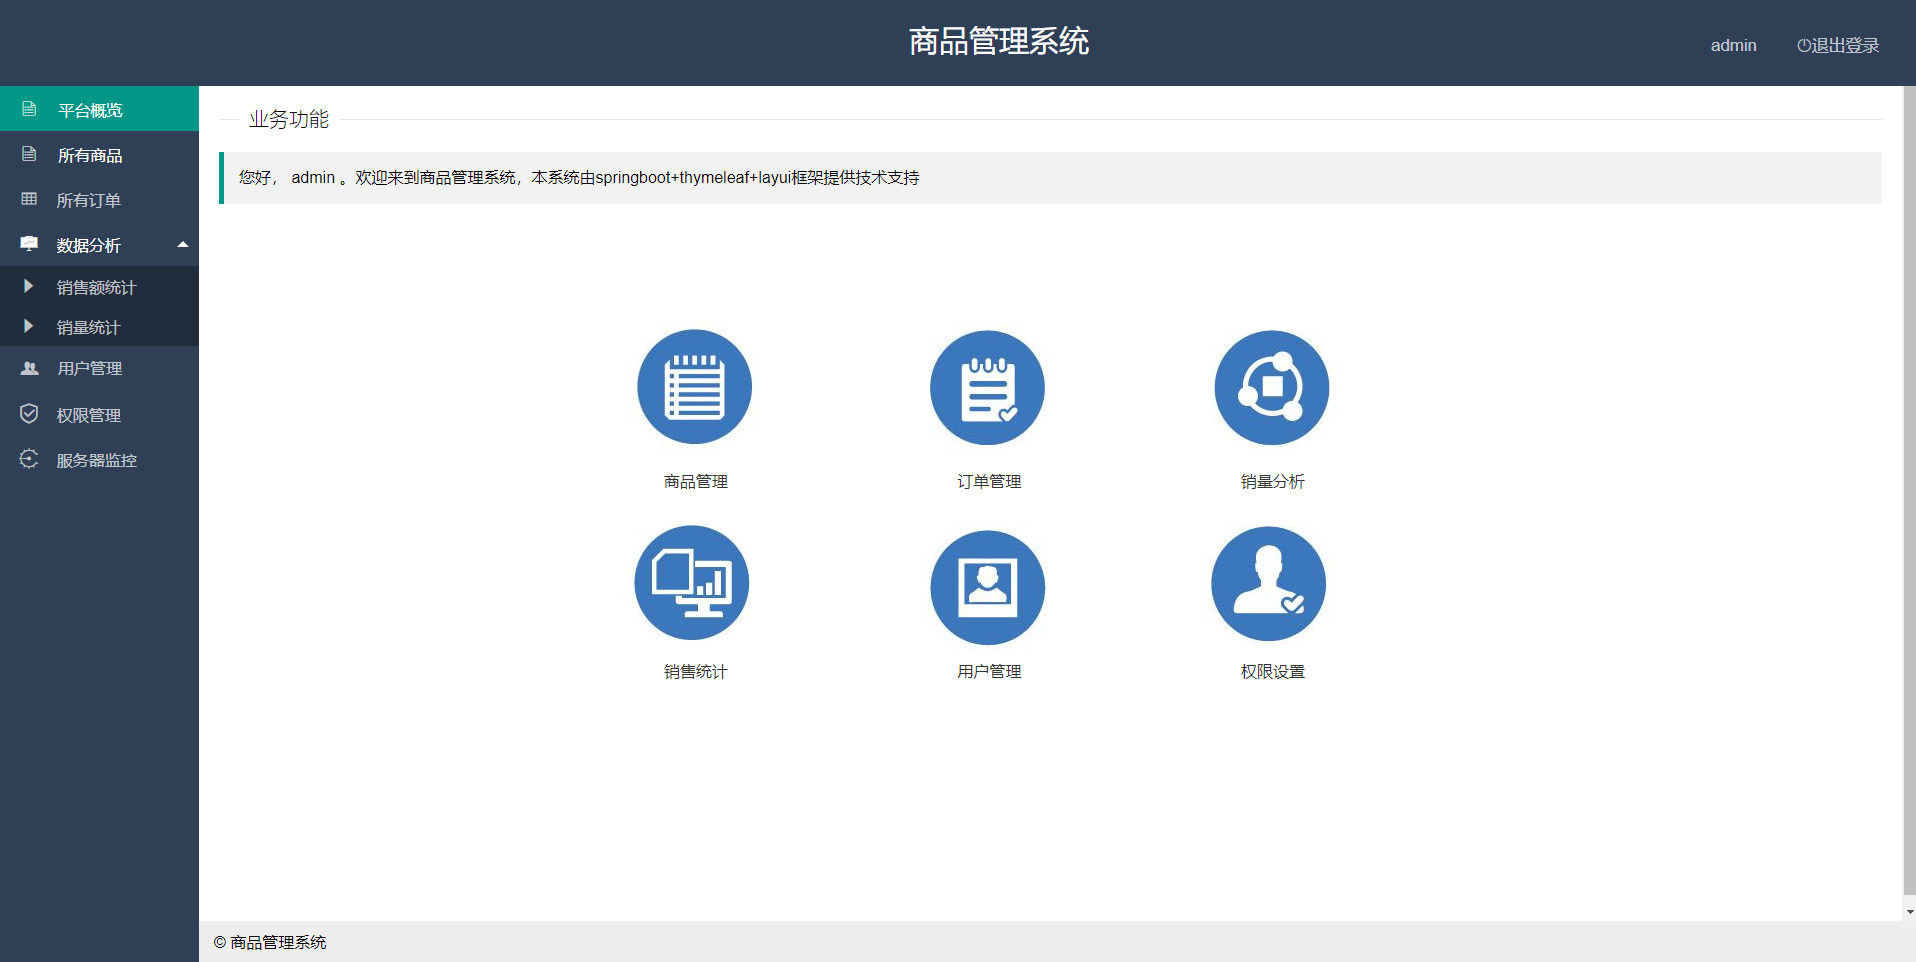 商品管理系统
admin
退出登录
平台概览
所有商品
所有订单
数据分析
销售额统计
销量统计
用户管理
权限管理
服务器监控
业务功能
您好， admin 。欢迎来到商品管理系统，本系统由springboot+thymeleaf+layui框架提供技术支持
商品管理
订单管理
销量分析
销售统计
用户管理
权限设置
© 商品管理系统